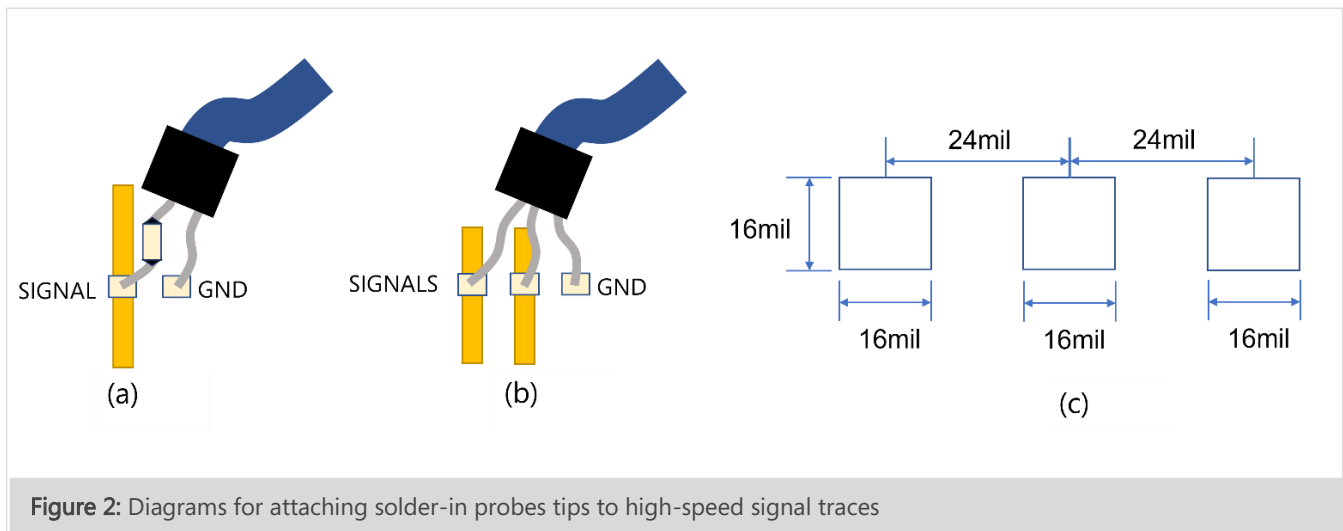 SIGNAL
GND
(a)
SIGNALS
GND
(b)
24mil
24mil
16mil
16mil
16mil
16mil
(c)
Figure 2: Diagrams for attaching solder-in probes tips to high-speed signal traces